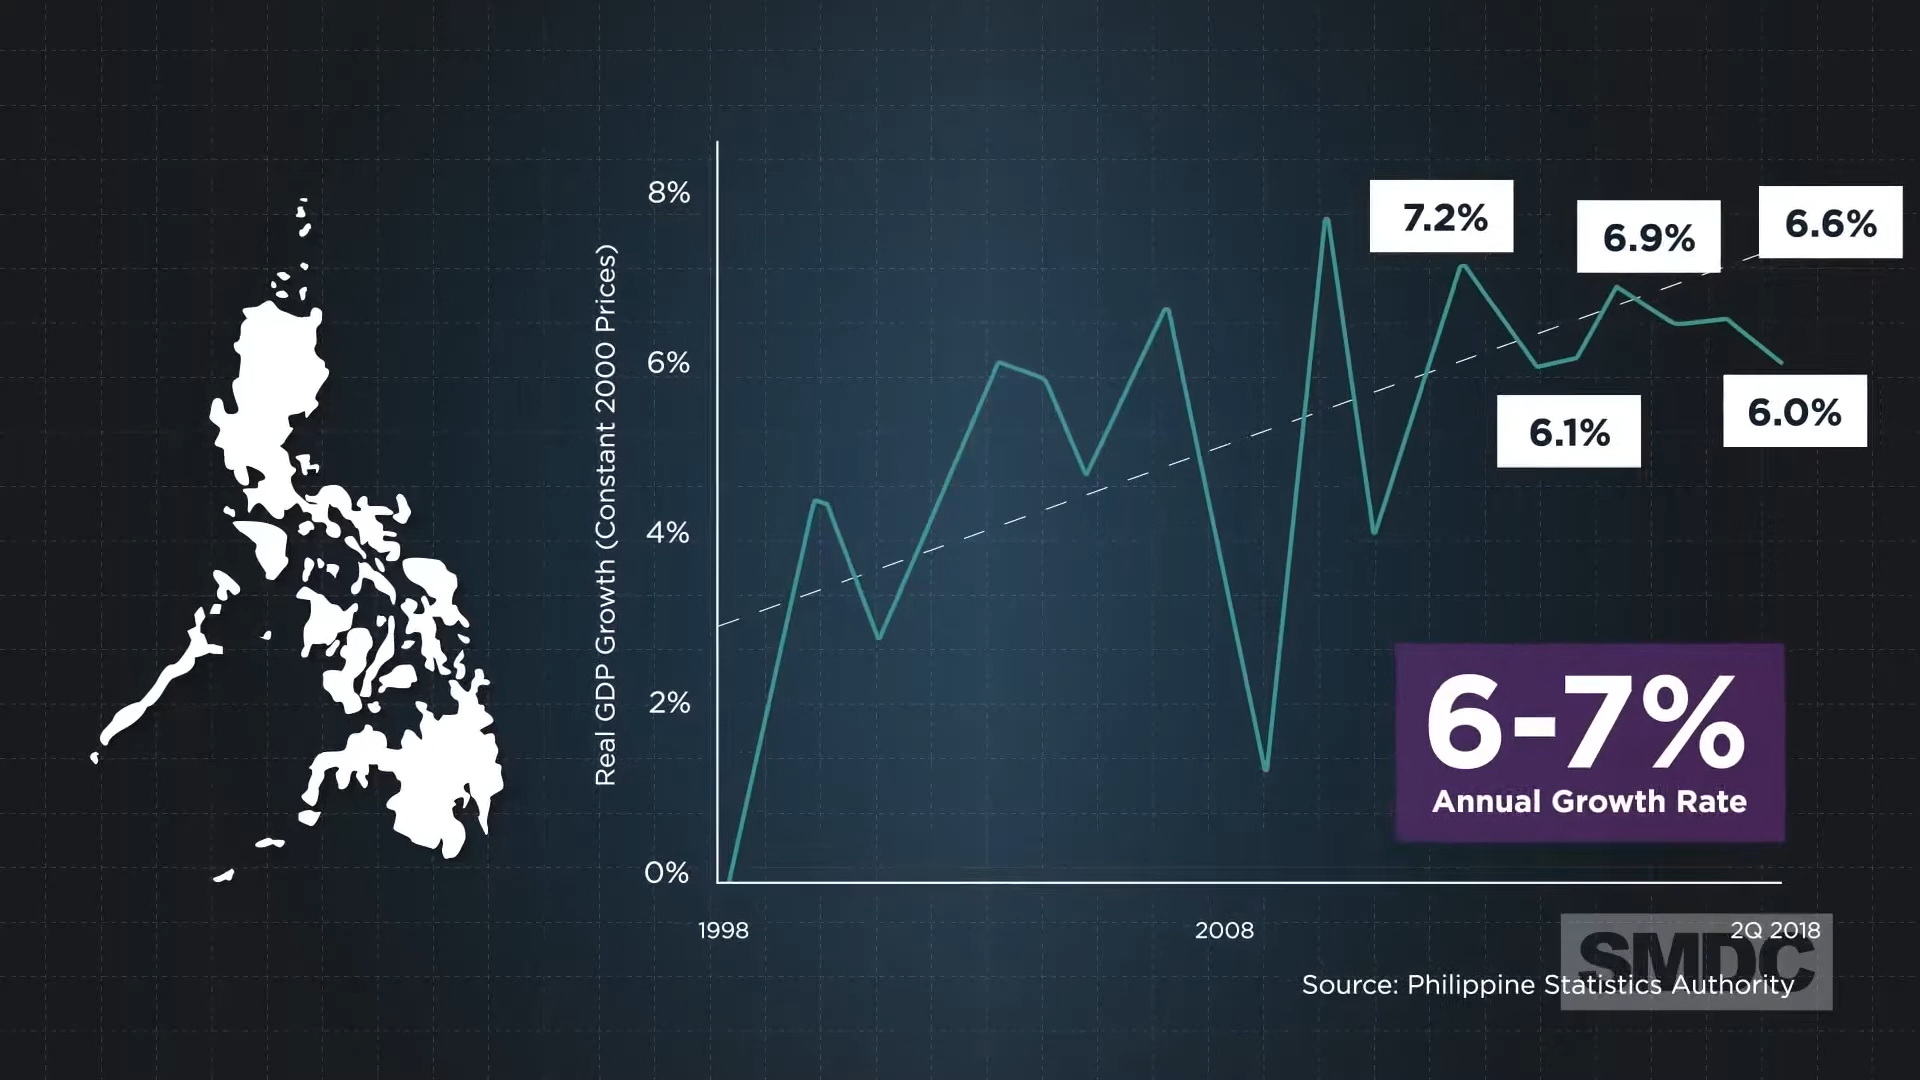 8%
6%
4%
2%
0%
Real GDP Growth (Constant 2000 Prices)
7.2%
6.9%
6.6%
6.1%
6.0%
6-7%
Annual Growth Rate
1998
2008
2Q 2018
SMDC
Source: Philippine Statistics Authority